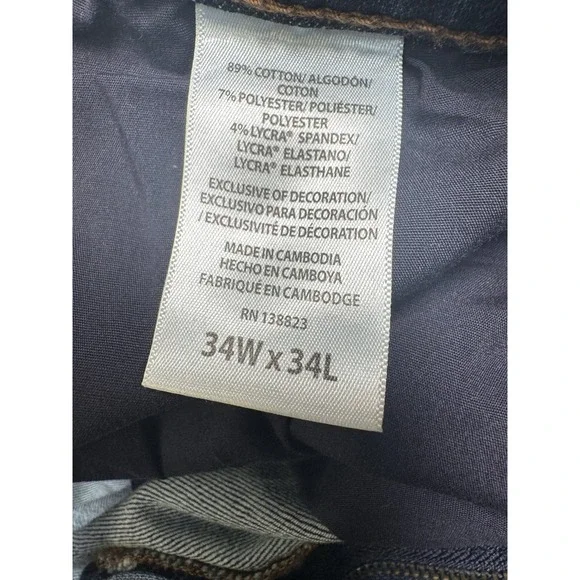 89% COTTON/ ALGODÓN/
COTON
7% POLYESTER/ POLIÉSTER/
POLYESTER
4% LYCRA® SPANDEX/
LYCRA® ELASTANO/
LYCRA® ELASTHANE
EXCLUSIVE OF DECORATION/
EXCLUSIVO PARA DECORACIÓN
/ EXCLUSIVITÉ DE DÉCORATION
MADE IN CAMBODIA
HECHO EN CAMBOYA
FABRIQUÉ EN CAMBODGE
RN 138823
34W x 34L